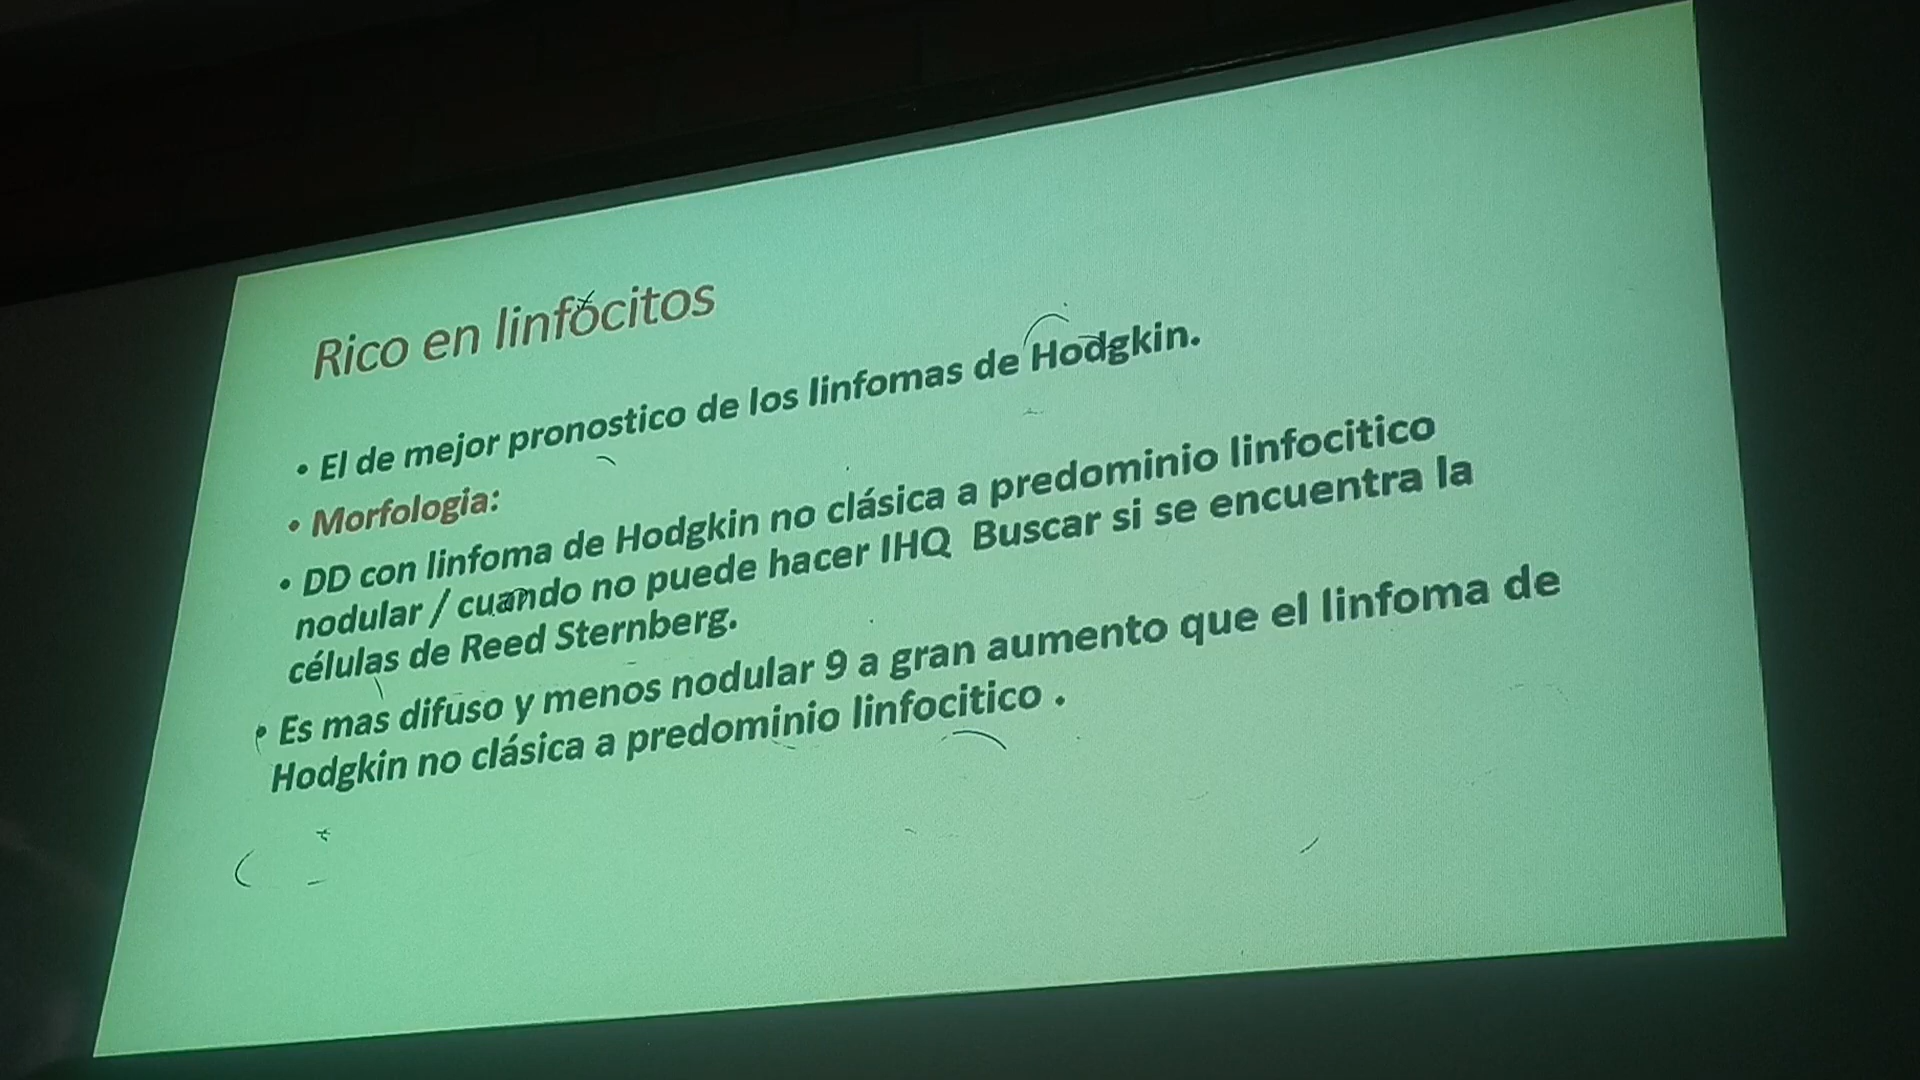 Rico en linfocitos
• El de mejor pronostico de los linfomas de Hodgkin.
• Morfologia:
• DD con linfoma de Hodgkin no clásica a predominio linfocitico
nodular / cuando no puede hacer IHQ Buscar si se encuentra la
células de Reed Sternberg.
• Es mas difuso y menos nodular 9 a gran aumento que el linfoma de
Hodgkin no clásica a predominio linfocitico .